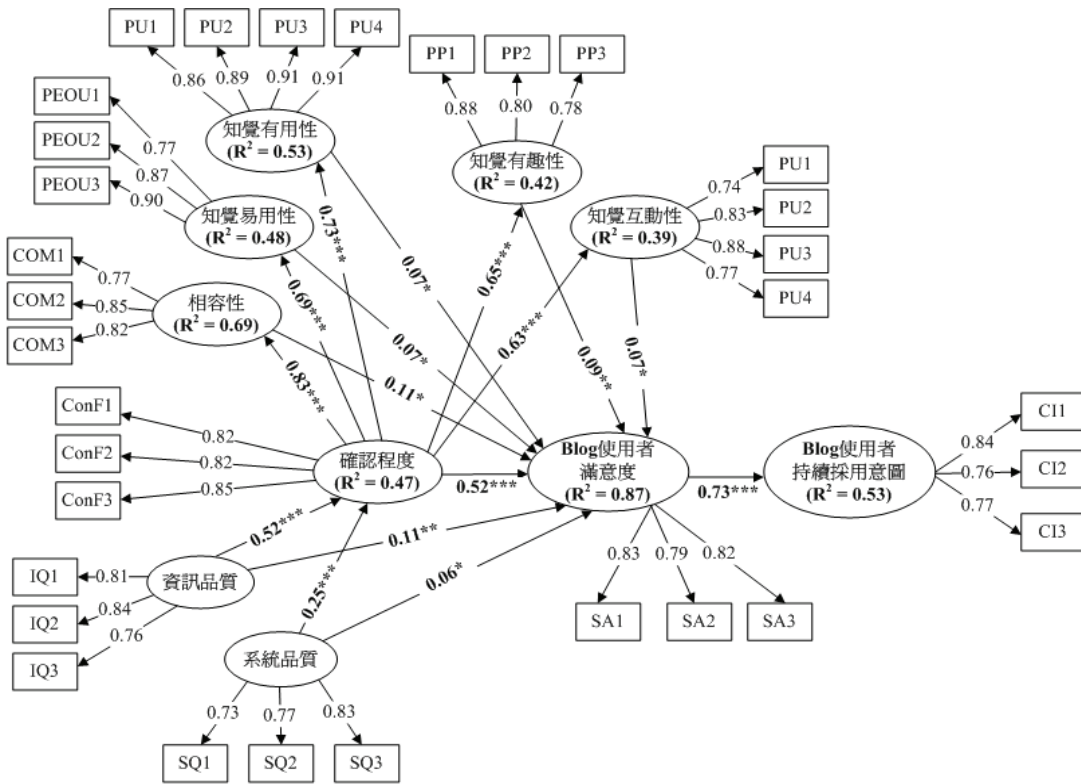 PU1
PU2
PU3
PU4
0.86
0.89
0.91
0.91
PP1
PP2
PP3
0.88
0.80
0.78
PEOU1
PEOU2
PEOU3
0.77
0.87
0.90
知覺有用性
(R² = 0.53)
知覺有趣性
(R² = 0.42)
知覺易用性
(R² = 0.48)
知覺互動性
(R² = 0.39)
PU1
PU2
PU3
PU4
0.74
0.83
0.88
0.77
COM1
COM2
COM3
0.77
0.85
0.82
相容性
(R² = 0.69)
0.73***
0.69***
0.83***
0.65***
0.63***
0.07*
0.07*
0.11*
0.09**
0.07*
ConF1
ConF2
ConF3
0.82
0.82
0.85
確認程度
(R² = 0.47)
0.52***
Blog使用者
滿意度
(R² = 0.87)
0.73***
Blog使用者
持續採用意圖
(R² = 0.53)
CI1
CI2
CI3
0.84
0.76
0.77
0.52***
0.11**
0.25***
0.06*
0.83
0.79
0.82
SA1
SA2
SA3
IQ1
IQ2
IQ3
0.81
0.84
0.76
資訊品質
系統品質
0.73
0.77
0.83
SQ1
SQ2
SQ3